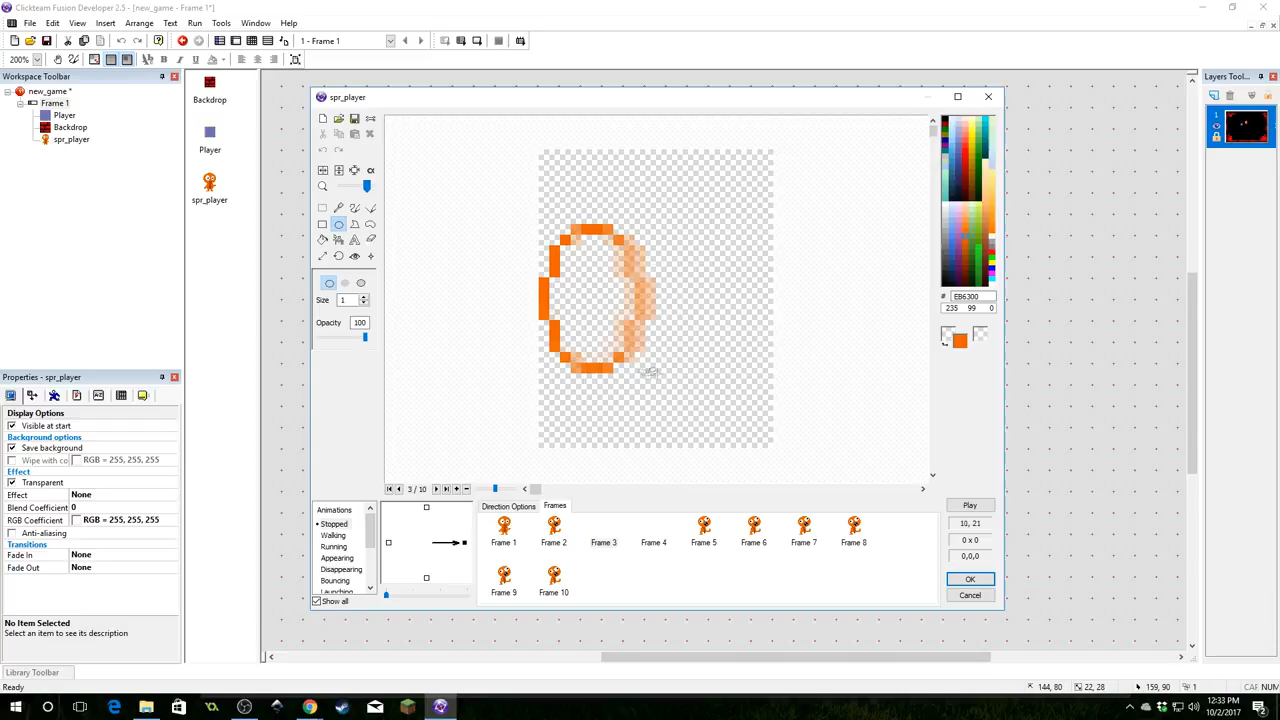 Clickteam Fusion Developer 2.5 - [new_game - Frame 1*]
File Edit View Insert Arrange Text Run Tools Window Help
1 - Frame 1
200%
Workspace Toolbar
new_game *
Frame 1
Player
Backdrop
spr_player
Backdrop
Player
spr_player
Layers Tool...
1
spr_player
Size 1
Opacity 100
# EB6300
235 99 0
3 / 10
Animations
Stopped
Walking
Running
Appearing
Disappearing
Bouncing
Launching
Show all
Direction Options Frames
Frame 1 Frame 2 Frame 3 Frame 4 Frame 5 Frame 6 Frame 7 Frame 8
Frame 9 Frame 10
Play
10, 21
0 x 0
0,0,0
OK
Cancel
Properties - spr_player
Display Options
Visible at start
Background options
Save background
Wipe with co RGB = 255, 255, 255
Effect
Transparent
Effect None
Blend Coefficient 0
RGB Coefficient RGB = 255, 255, 255
Anti-aliasing
Transitions
Fade In None
Fade Out None
No Item Selected
Select an item to see its description
Library Toolbar
Ready
144, 80 22, 28 159, 90 1 CAP NUM
12:33 PM
10/2/2017